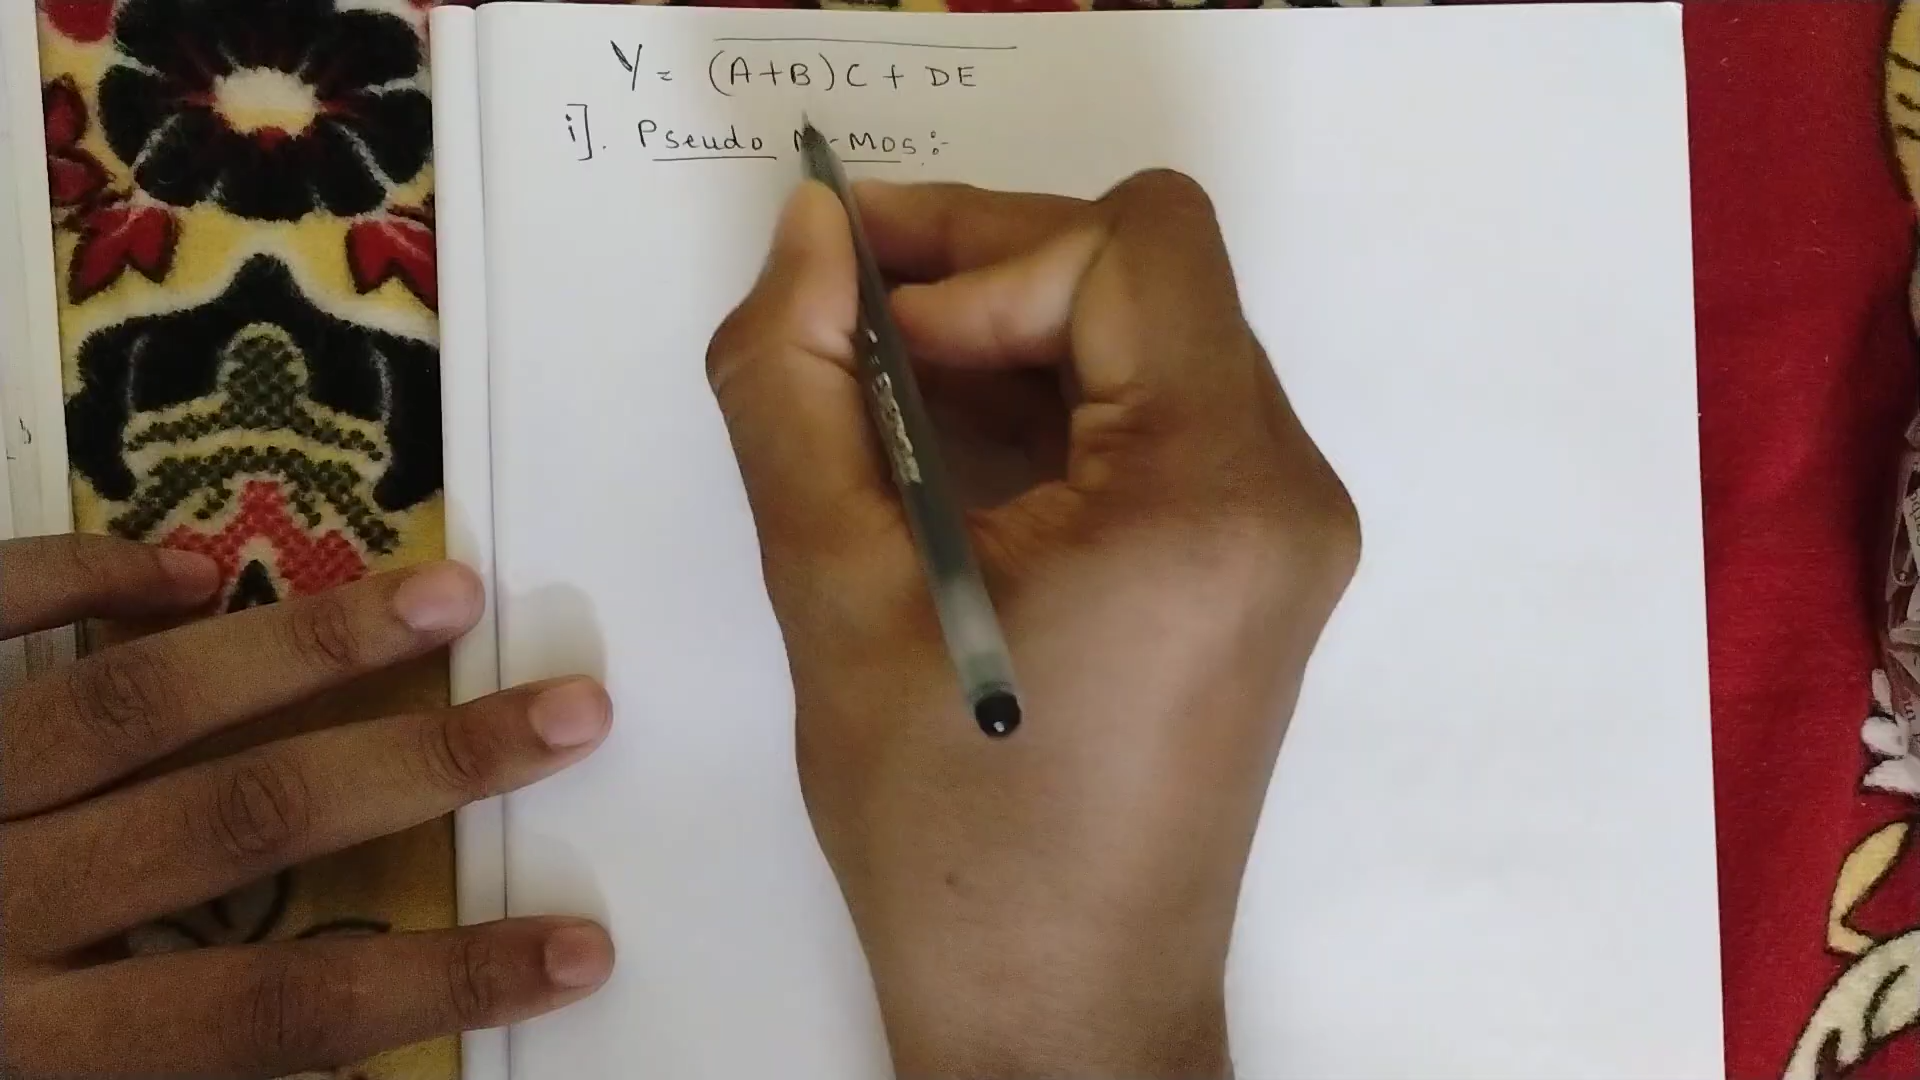 Y = (A+B)C + DE
i]. Pseudo N-MOS :-